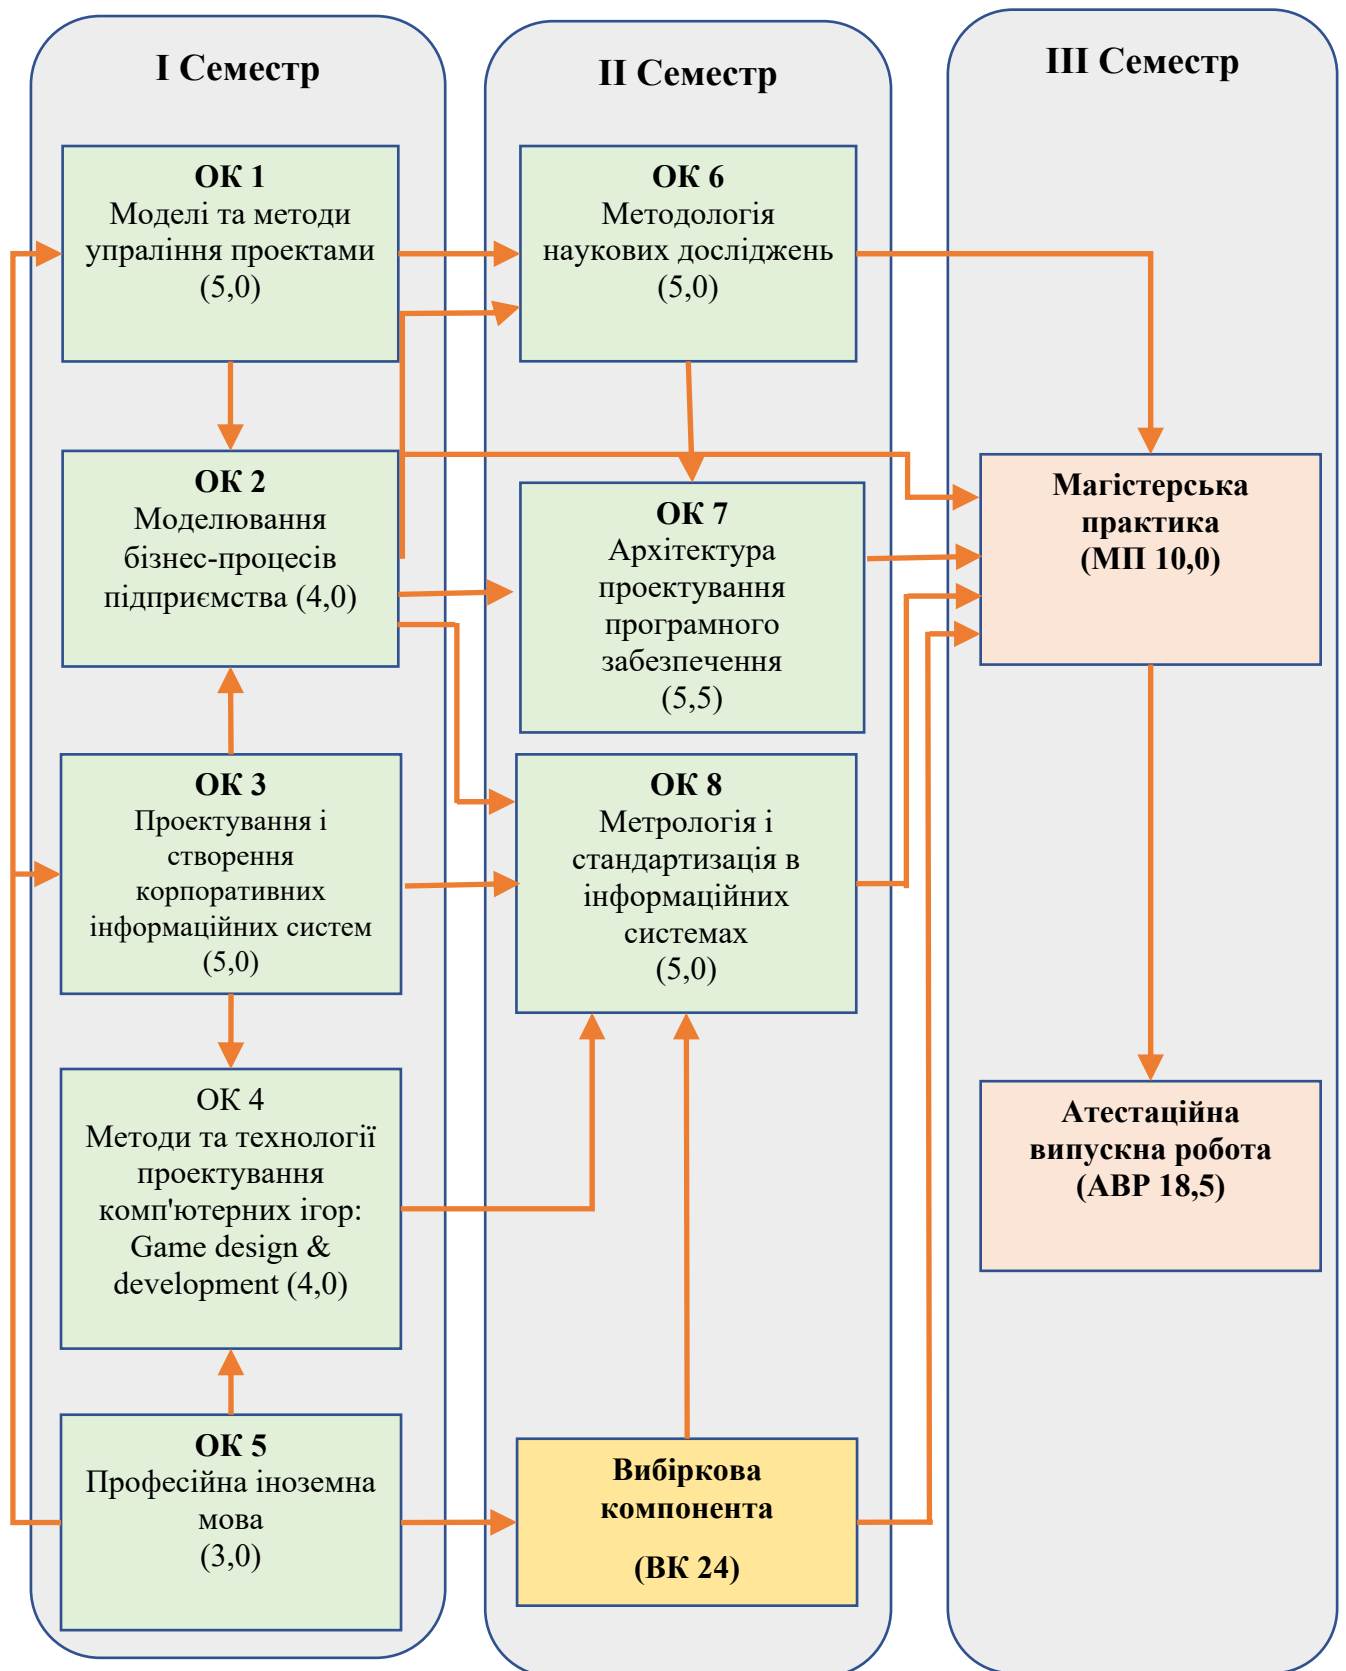 I Семестр
ОК 1
Моделі та методи
упраління проектами
(5,0)
ОК 2
Моделювання
бізнес-процесів
підприємства (4,0)
ОК 3
Проектування і
створення
корпоративних
інформаційних систем
(5,0)
ОК 4
Методи та технології
проектування
комп'ютерних ігор:
Game design &
development (4,0)
ОК 5
Професійна іноземна
мова
(3,0)
II Семестр
ОК 6
Методологія
наукових досліджень
(5,0)
ОК 7
Архітектура
проектування
програмного
забезпечення
(5,5)
ОК 8
Метрологія і
стандартизація в
інформаційних
системах
(5,0)
Вибіркова
компонента
(ВК 24)
III Семестр
Магістерська
практика
(МП 10,0)
Атестаційна
випускна робота
(АВР 18,5)